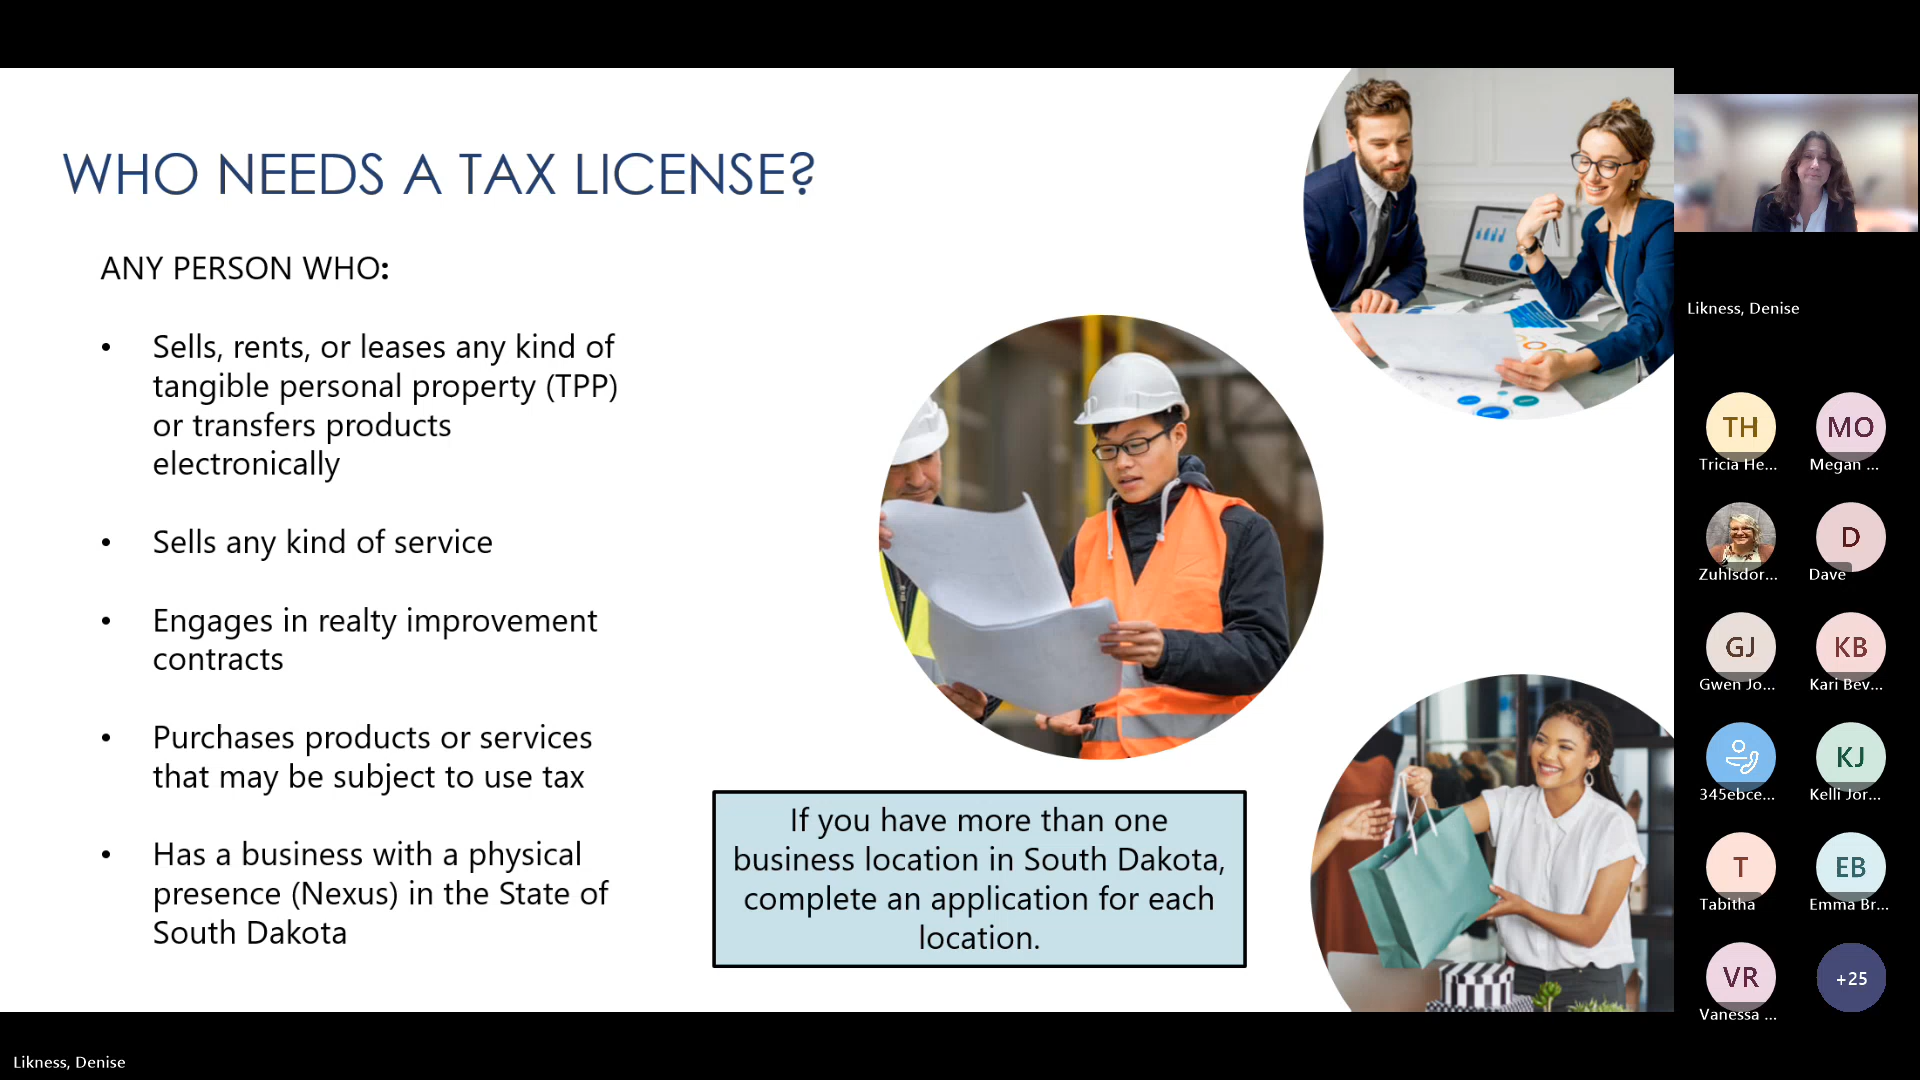 WHO NEEDS A TAX LICENSE?
ANY PERSON WHO:
• Sells, rents, or leases any kind of
tangible personal property (TPP)
or transfers products
electronically
• Sells any kind of service
• Engages in realty improvement
contracts
• Purchases products or services
that may be subject to use tax
• Has a business with a physical
presence (Nexus) in the State of
South Dakota
If you have more than one
business location in South Dakota,
complete an application for each
location.
Likness, Denise
TH
Tricia He...
MO
Megan ...
Zuhlsdor...
D
Dave
GJ
Gwen Jo...
KB
Kari Bev...
345ebce...
KJ
Kelli Jor...
T
Tabitha
EB
Emma Br...
VR
Vanessa ...
+25
Likness, Denise